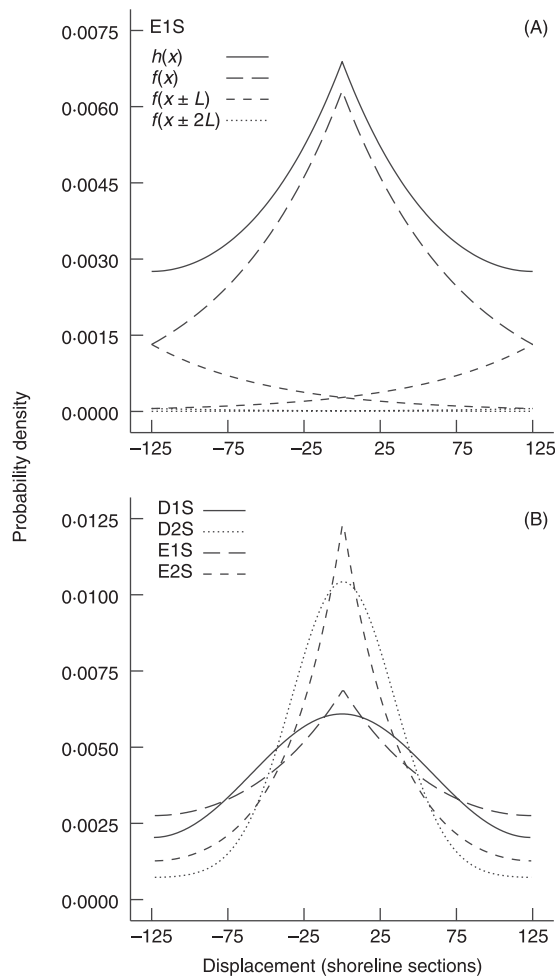 0·0075
E1S
(A)
h(x)
f(x)
f(x ± L)
f(x ± 2L)
0·0060
0·0045
0·0030
0·0015
0·0000
−125 −75 −25 25 75 125
Probability density
0·0125
D1S
D2S
E1S
E2S
(B)
0·0100
0·0075
0·0050
0·0025
0·0000
−125 −75 −25 25 75 125
Displacement (shoreline sections)